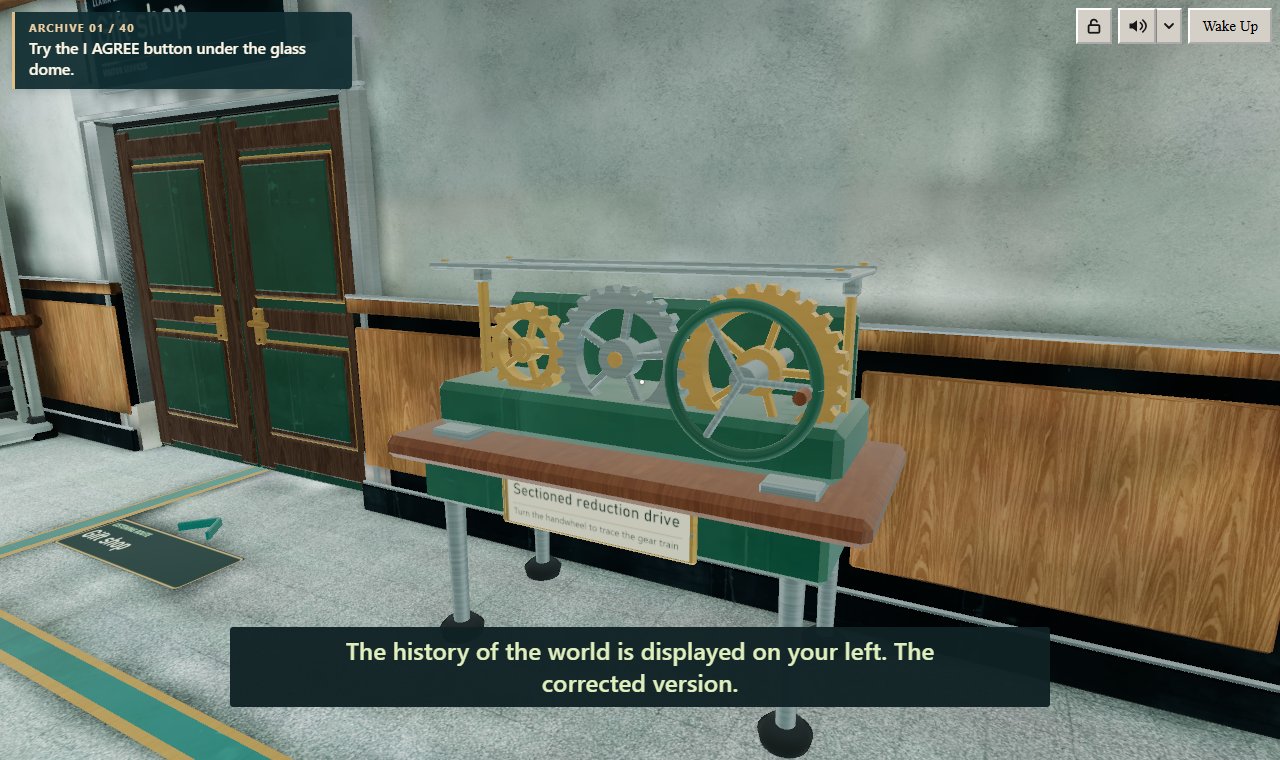 shop
ARCHIVE 01 / 40
Try the I AGREE button under the glass
dome.
Wake Up
Sectioned reduction drive
Turn the handwheel to trace the gear train
Gift shop
The history of the world is displayed on your left. The
corrected version.